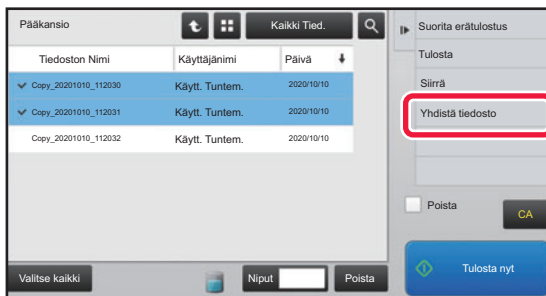 Pääkansio
Kaikki Tied.
Tiedoston Nimi Käyttäjänimi Päivä
Copy_20201010_112030 Käytt. Tuntem. 2020/10/10
Copy_20201010_112031 Käytt. Tuntem. 2020/10/10
Copy_20201010_112032 Käytt. Tuntem. 2020/10/10
Valitse kaikki
Niput
Poista
Suorita erätulostus
Tulosta
Siirrä
Yhdistä tiedosto
Poista
CA
Tulosta nyt